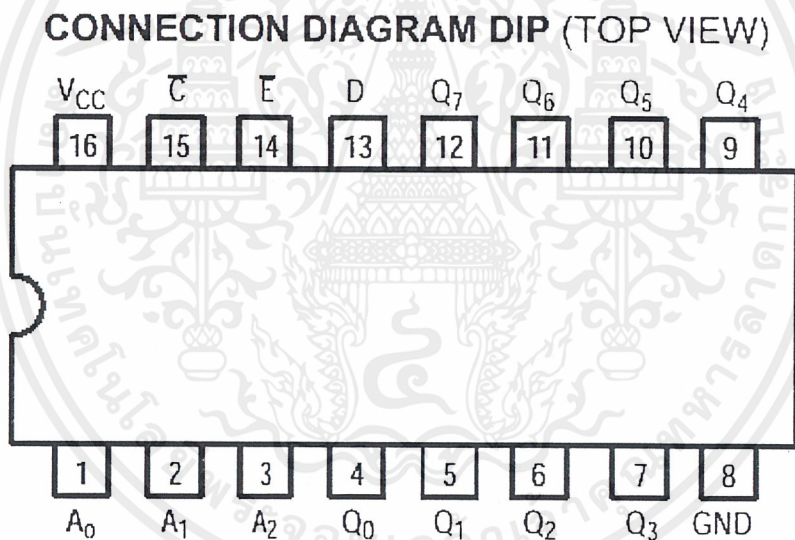 CONNECTION DIAGRAM DIP (TOP VIEW)
V_CC C̅ E̅ D Q₇ Q₆ Q₅ Q₄
16 15 14 13 12 11 10 9
1 2 3 4 5 6 7 8
A₀ A₁ A₂ Q₀ Q₁ Q₂ Q₃ GND